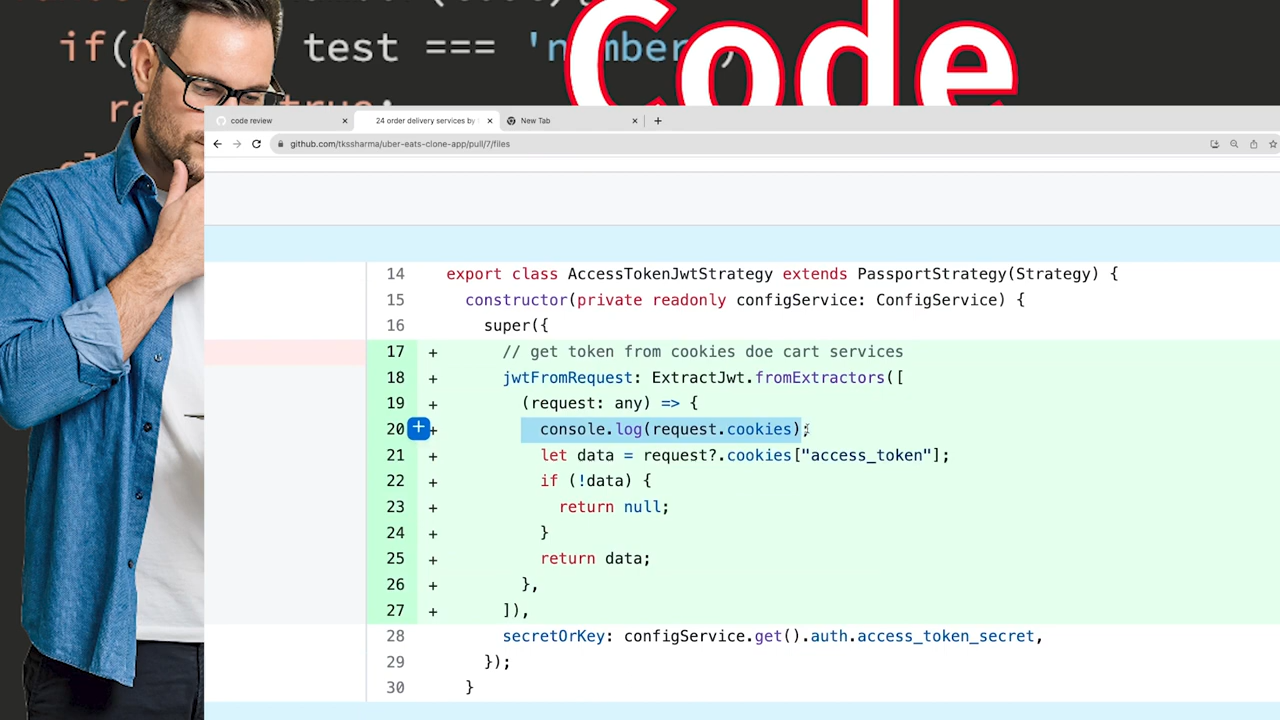 if( test === 'number')
Code
code review
24 order delivery services by
New Tab
github.com/tkssharma/uber-eats-clone-app/pull/7/files
14 export class AccessTokenJwtStrategy extends PassportStrategy(Strategy) {
15 constructor(private readonly configService: ConfigService) {
16 super({
17 + // get token from cookies doe cart services
18 + jwtFromRequest: ExtractJwt.fromExtractors([
19 + (request: any) => {
20 + console.log(request.cookies);
21 + let data = request?.cookies["access_token"];
22 + if (!data) {
23 + return null;
24 + }
25 + return data;
26 + },
27 + ]),
28 secretOrKey: configService.get().auth.access_token_secret,
29 });
30 }